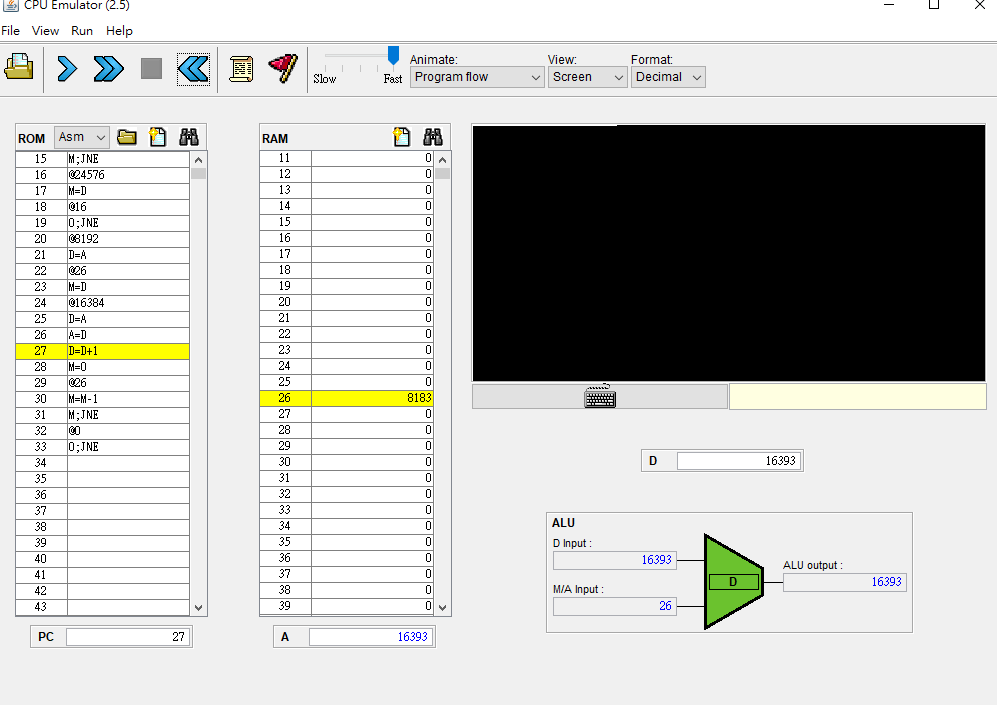 CPU Emulator (2.5)
File View Run Help
Slow
Fast
Animate:
Program flow
View:
Screen
Format:
Decimal
ROM Asm
15 M;JNE
16 @24576
17 M=D
18 @16
19 0;JNE
20 @8192
21 D=A
22 @26
23 M=D
24 @16384
25 D=A
26 A=D
27 D=D+1
28 M=0
29 @26
30 M=M-1
31 M;JNE
32 @0
33 0;JNE
34
35
36
37
38
39
40
41
42
43
PC 27
RAM
11 0
12 0
13 0
14 0
15 0
16 0
17 0
18 0
19 0
20 0
21 0
22 0
23 0
24 0
25 0
26 8183
27 0
28 0
29 0
30 0
31 0
32 0
33 0
34 0
35 0
36 0
37 0
38 0
39 0
A 16393
D 16393
ALU
D Input :
16393
M/A Input :
26
D
ALU output :
16393